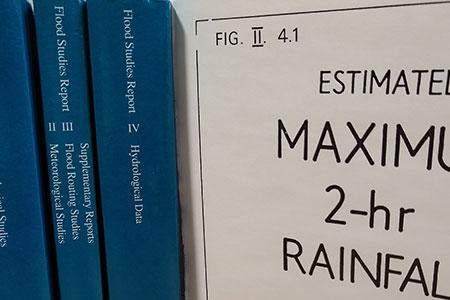 Studies
Flood Studies Report
II Meteorological Studies
III Flood Routing Studies
Supplementary Reports
Flood Studies Report IV Hydrological Data
FIG. II. 4.1
ESTIMATED
MAXIMU
2-hr
RAINFAL